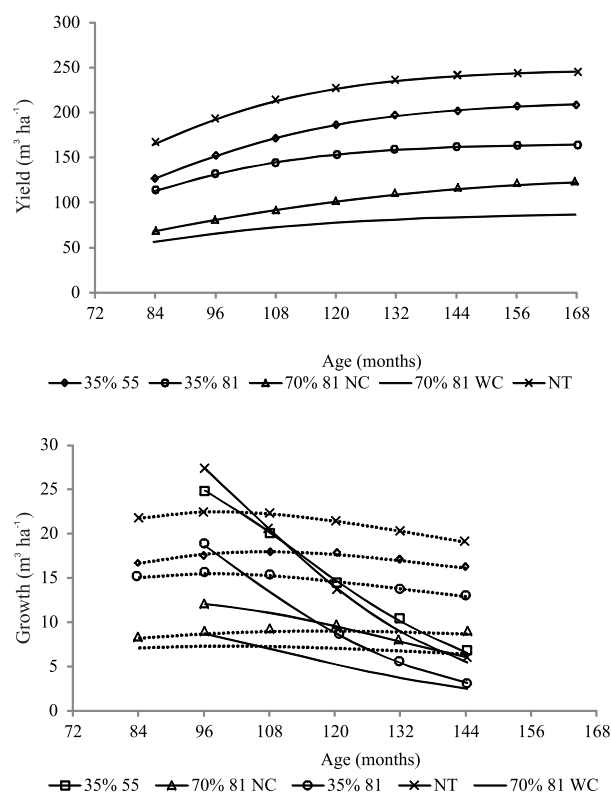 300
250
200
150
100
50
0
Yield (m³ ha⁻¹)
72 84 96 108 120 132 144 156 168
Age (months)
35% 55 35% 81 70% 81 NC 70% 81 WC NT
30
25
20
15
10
5
0
Growth (m³ ha⁻¹)
72 84 96 108 120 132 144 156 168
Age (months)
35% 55 70% 81 NC 35% 81 NT 70% 81 WC